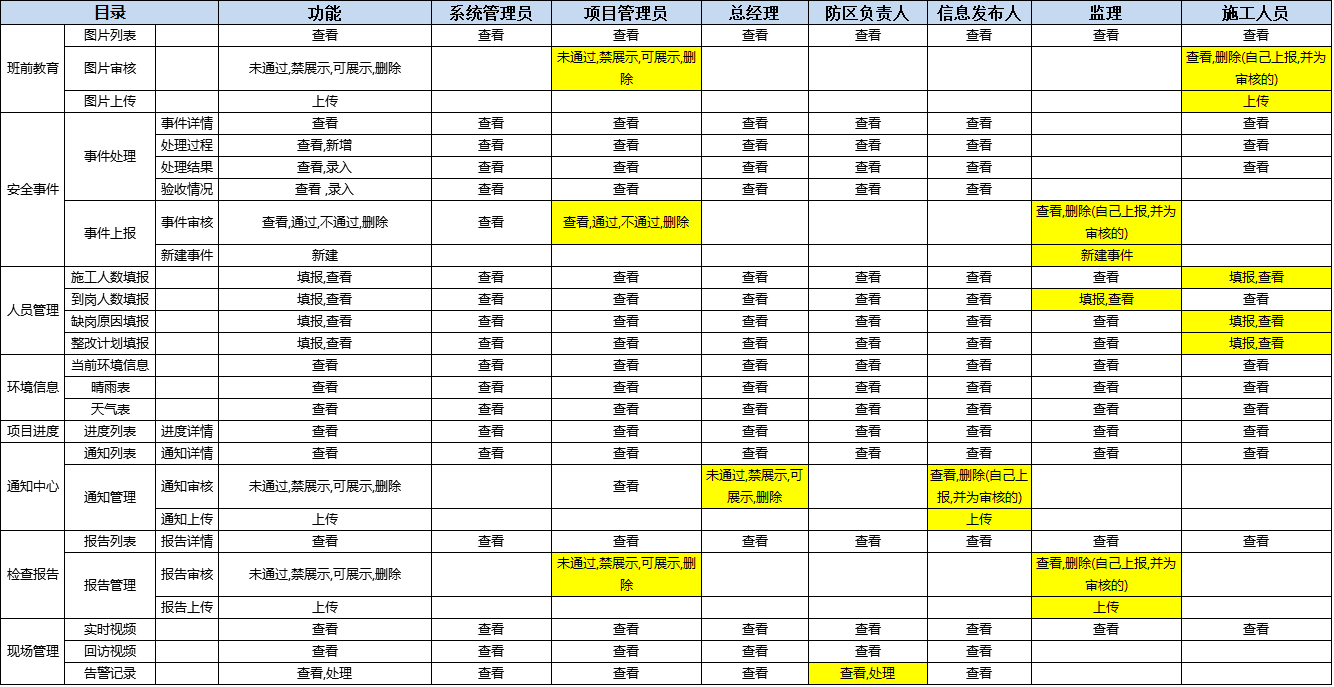 目录 功能 系统管理员 项目管理员 总经理 防区负责人 信息发布人 监理 施工人员
班前教育 图片列表 查看 查看 查看 查看 查看 查看 查看 查看
图片审核 未通过,禁展示,可展示,删除 未通过,禁展示,可展示,删
除 查看,删除(自己上报,并为
审核的)
图片上传 上传 上传
安全事件 事件处理 事件详情 查看 查看 查看 查看 查看 查看 查看
处理过程 查看,新增 查看 查看 查看 查看 查看 查看
处理结果 查看,录入 查看 查看 查看 查看 查看 查看
验收情况 查看 ,录入 查看 查看 查看 查看 查看
事件上报 事件审核 查看,通过,不通过,删除 查看 查看,通过,不通过,删除 查看,删除(自己上报,并为
审核的)
新建事件 新建 新建事件
人员管理 施工人数填报 填报,查看 查看 查看 查看 查看 查看 查看 填报,查看
到岗人数填报 填报,查看 查看 查看 查看 查看 查看 填报,查看 查看
缺岗原因填报 填报,查看 查看 查看 查看 查看 查看 查看 填报,查看
整改计划填报 填报,查看 查看 查看 查看 查看 查看 查看 填报,查看
环境信息 当前环境信息 查看 查看 查看 查看 查看 查看 查看 查看
晴雨表 查看 查看 查看 查看 查看 查看 查看 查看
天气表 查看 查看 查看 查看 查看 查看 查看 查看
项目进度 进度列表 进度详情 查看 查看 查看 查看 查看 查看 查看 查看
通知中心 通知列表 通知详情 查看 查看 查看 查看 查看 查看 查看 查看
通知管理 通知审核 未通过,禁展示,可展示,删除 查看 未通过,禁展示,可
展示,删除 查看,删除(自己上
报,并为审核的)
通知上传 上传 上传
检查报告 报告列表 报告详情 查看 查看 查看 查看 查看 查看 查看 查看
报告管理 报告审核 未通过,禁展示,可展示,删除 未通过,禁展示,可展示,删
除 查看,删除(自己上报,并为
审核的)
报告上传 上传 上传
现场管理 实时视频 查看 查看 查看 查看 查看 查看 查看 查看
回访视频 查看 查看 查看 查看 查看 查看
告警记录 查看,处理 查看 查看 查看 查看,处理 查看